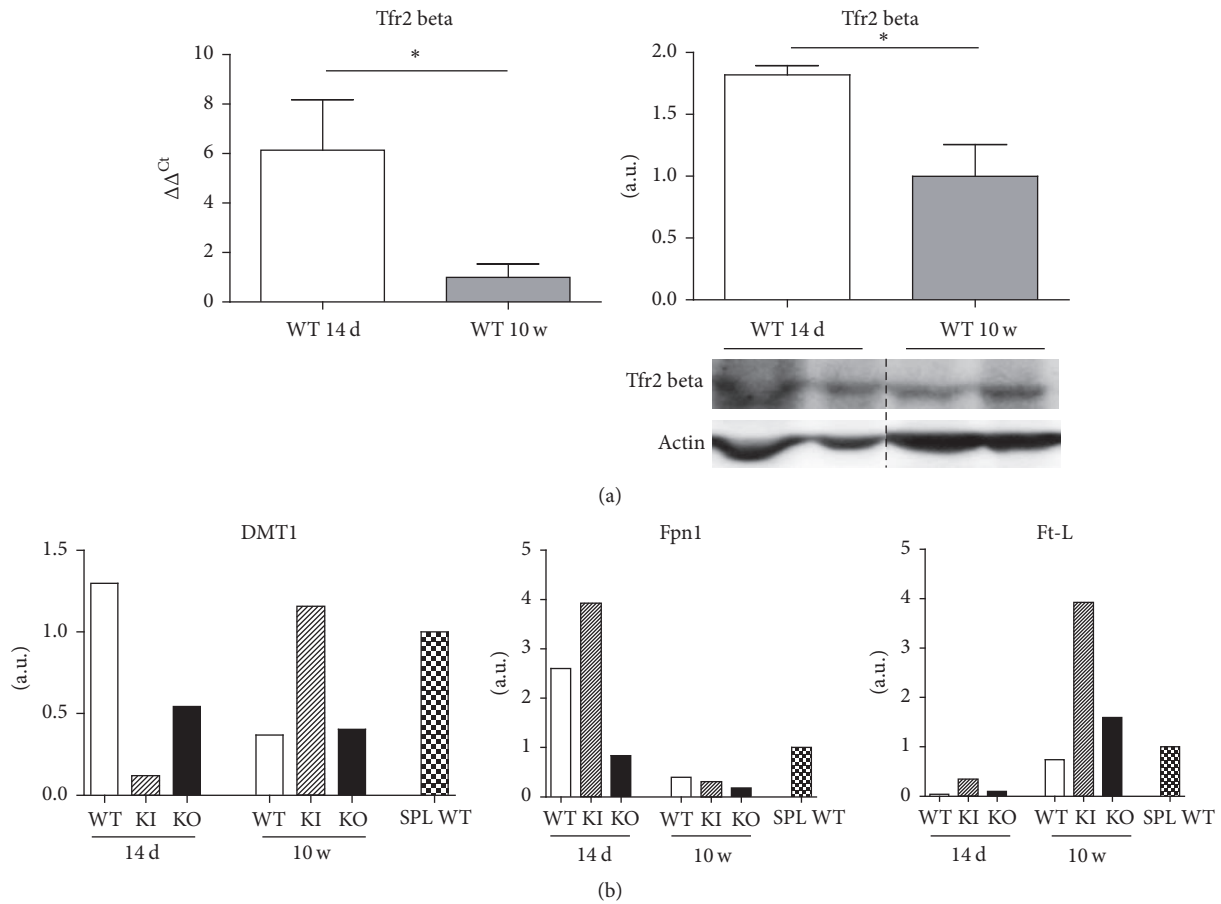 Tfr2 beta
10
8
6
4
2
0
ΔΔCt
*
WT 14 d
WT 10 w
Tfr2 beta
2.0
1.5
1.0
0.5
0.0
(a.u.)
*
WT 14 d
WT 10 w
Tfr2 beta
Actin
(a)
DMT1
1.5
1.0
0.5
0.0
(a.u.)
WT KI KO WT KI KO SPL WT
14 d 10 w
Fpn1
5
4
3
2
1
0
(a.u.)
WT KI KO WT KI KO SPL WT
14 d 10 w
Ft-L
5
4
3
2
1
0
(a.u.)
WT KI KO WT KI KO SPL WT
14 d 10 w
(b)